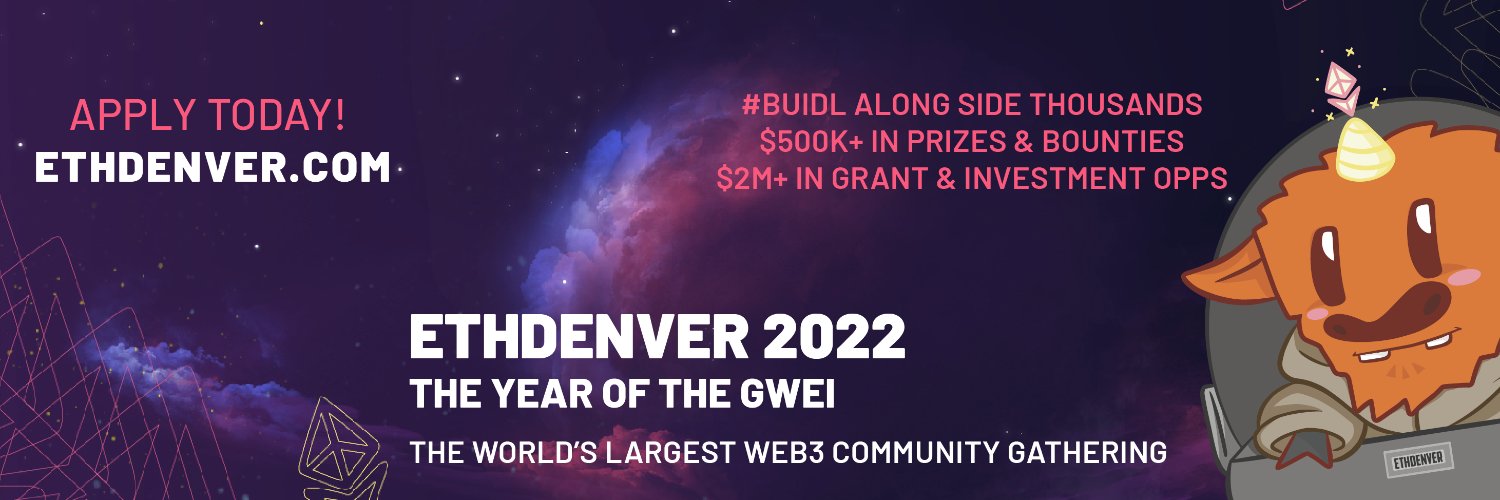 APPLY TODAY!
ETHDENVER.COM
#BUIDL ALONG SIDE THOUSANDS
$500K+ IN PRIZES & BOUNTIES
$2M+ IN GRANT & INVESTMENT OPPS
ETHDENVER 2022
THE YEAR OF THE GWEI
THE WORLD'S LARGEST WEB3 COMMUNITY GATHERING
ETHDENVER